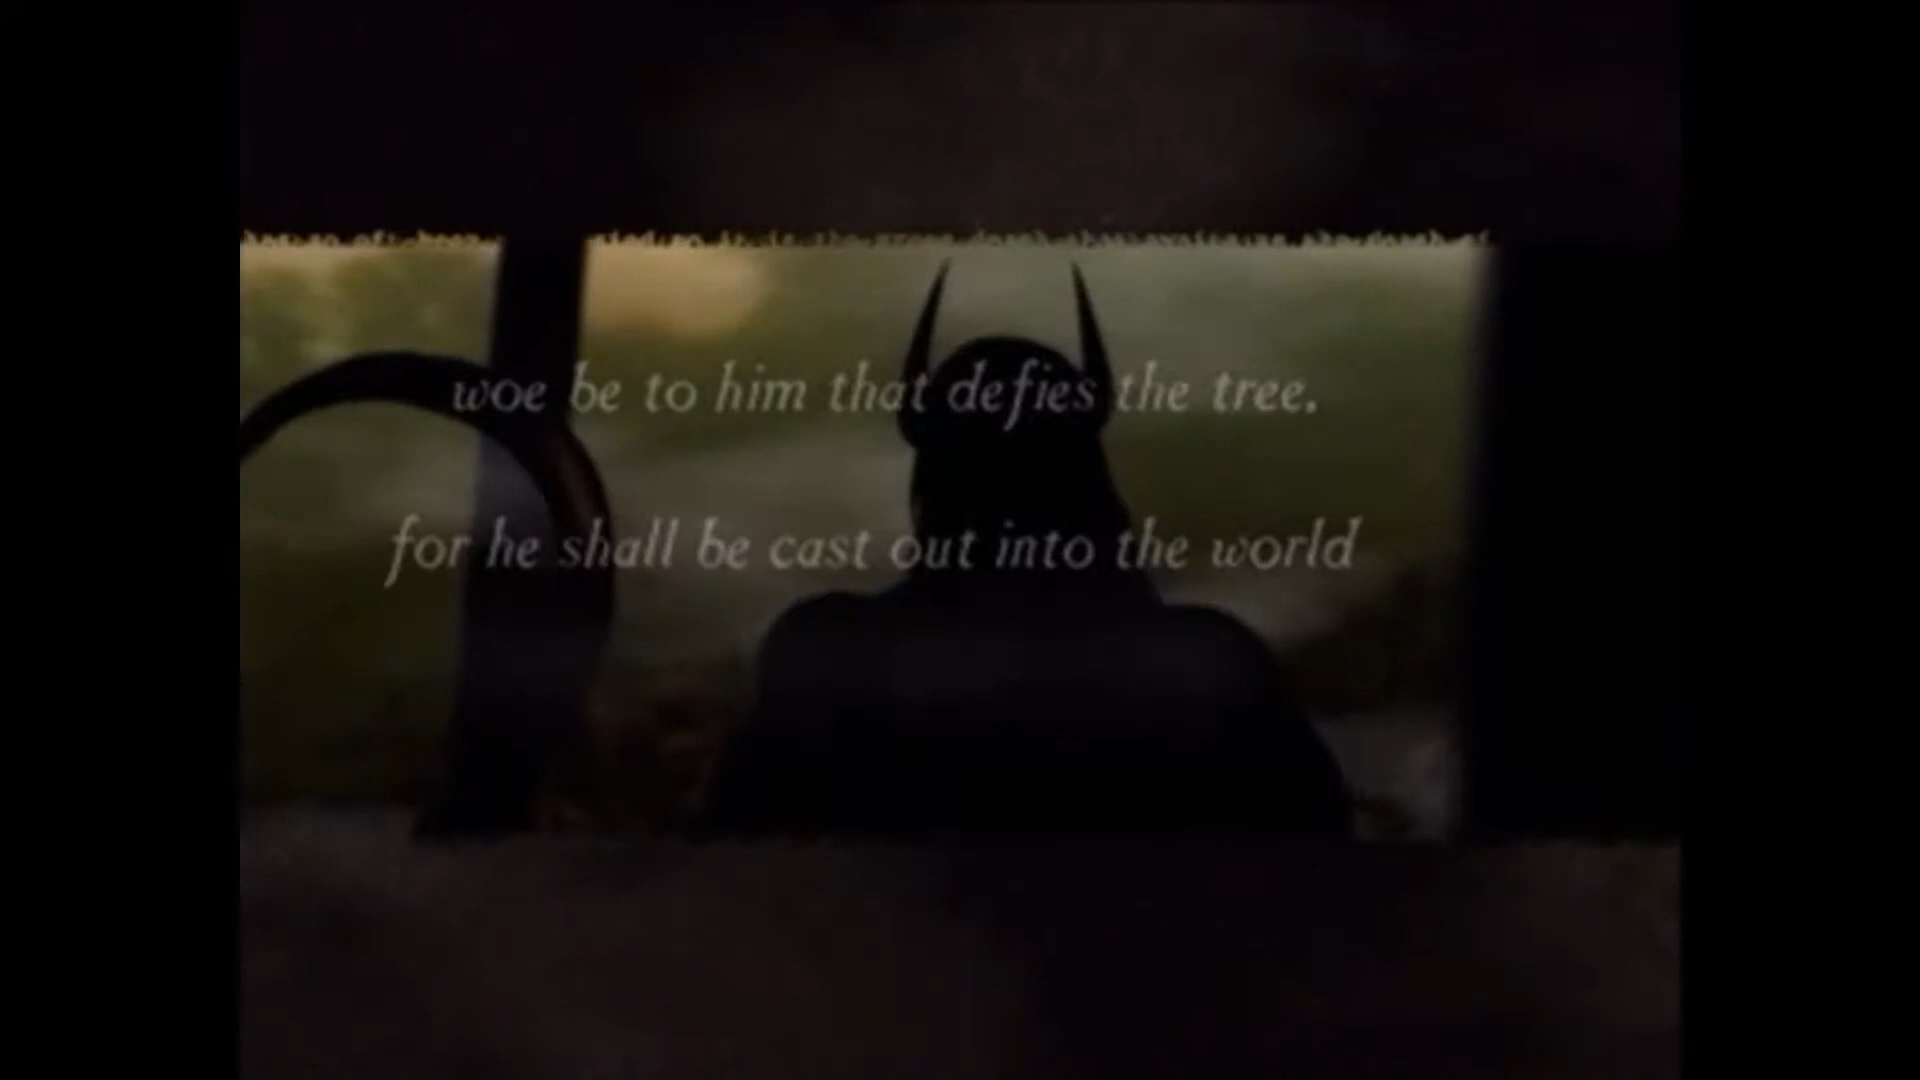 woe be to him that defies the tree.
for he shall be cast out into the world